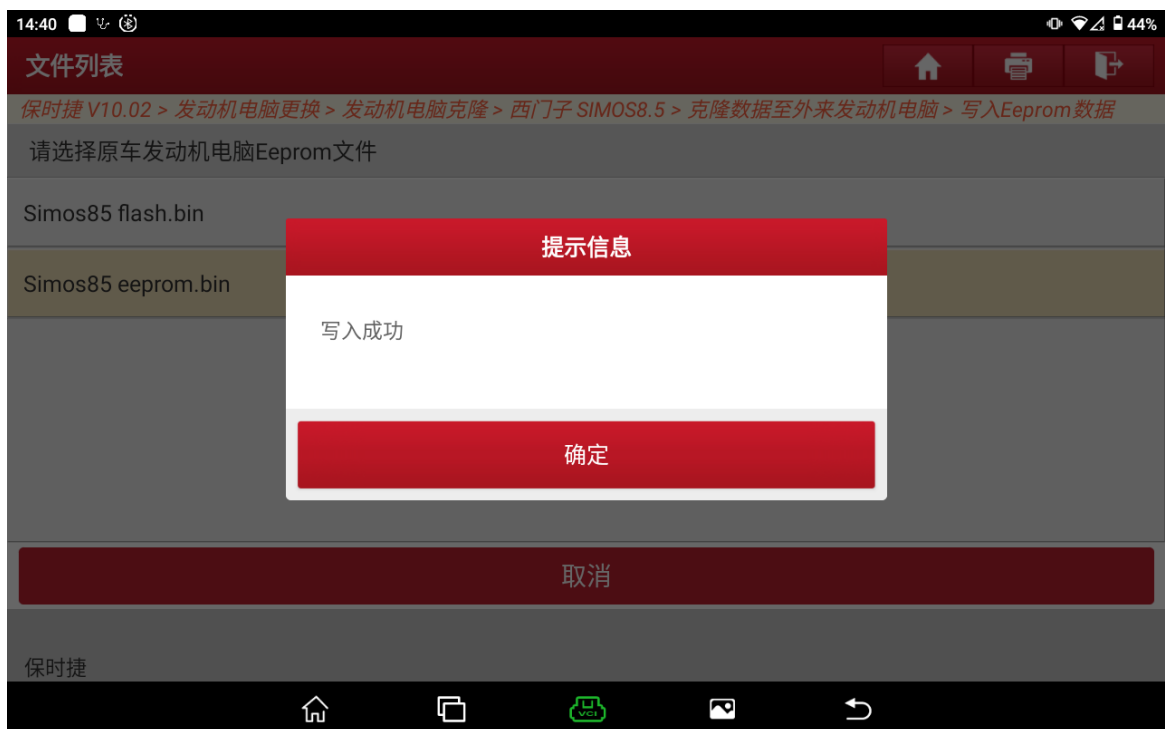 14:40
44%
文件列表
保时捷 V10.02 > 发动机电脑更换 > 发动机电脑克隆 > 西门子 SIMOS8.5 > 克隆数据至外来发动机电脑 > 写入Eeprom数据
请选择原车发动机电脑Eeprom文件
Simos85 flash.bin
提示信息
Simos85 eeprom.bin
写入成功
确定
取消
保时捷
VCI